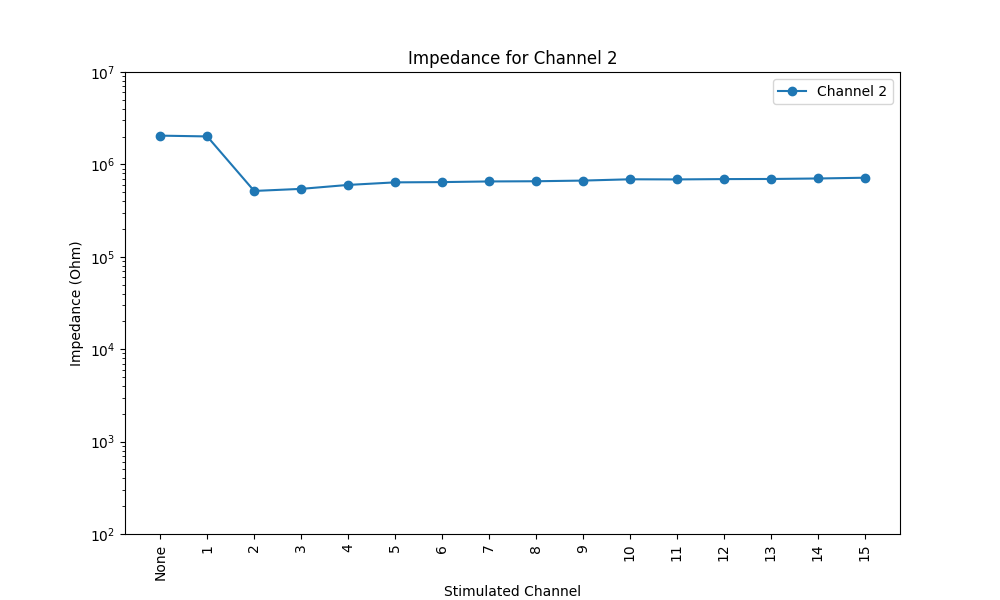 Impedance for Channel 2
Channel 2
Impedance (Ohm)
10^7
10^6
10^5
10^4
10^3
10^2
None 1 2 3 4 5 6 7 8 9 10 11 12 13 14 15
Stimulated Channel